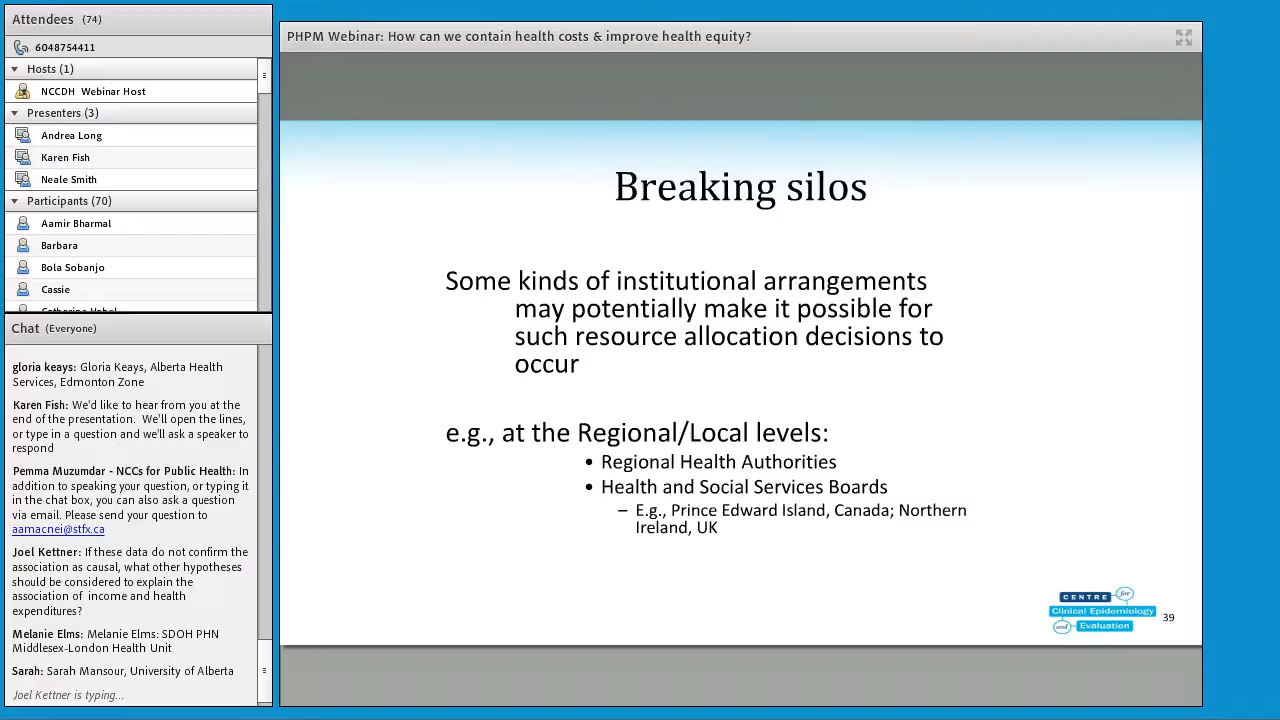 Attendees (74)
6048754411
Hosts (1)
NCCDH Webinar Host
Presenters (3)
Andrea Long
Karen Fish
Neale Smith
Participants (70)
Aamir Bharmal
Barbara
Bola Sobanjo
Cassie
Chat (Everyone)
gloria keays: Gloria Keays, Alberta Health
Services, Edmonton Zone
Karen Fish: We'd like to hear from you at the
end of the presentation. We'll open the lines,
or type in a question and we'll ask a speaker to
respond
Pemma Muzumdar - NCCs for Public Health: In
addition to speaking your question, or typing it
in the chat box, you can also ask a question
via email. Please send your question to
aamacnei@stfx.ca
Joel Kettner: If these data do not confirm the
association as causal, what other hypotheses
should be considered to explain the
association of income and health
expenditures?
Melanie Elms: Melanie Elms: SDOH PHN
Middlesex-London Health Unit
Sarah: Sarah Mansour, University of Alberta
Joel Kettner is typing...
PHPM Webinar: How can we contain health costs & improve health equity?
Breaking silos
Some kinds of institutional arrangements
may potentially make it possible for
such resource allocation decisions to
occur
e.g., at the Regional/Local levels:
• Regional Health Authorities
• Health and Social Services Boards
– E.g., Prince Edward Island, Canada; Northern
Ireland, UK
CENTRE for
Clinical Epidemiology
and Evaluation
39